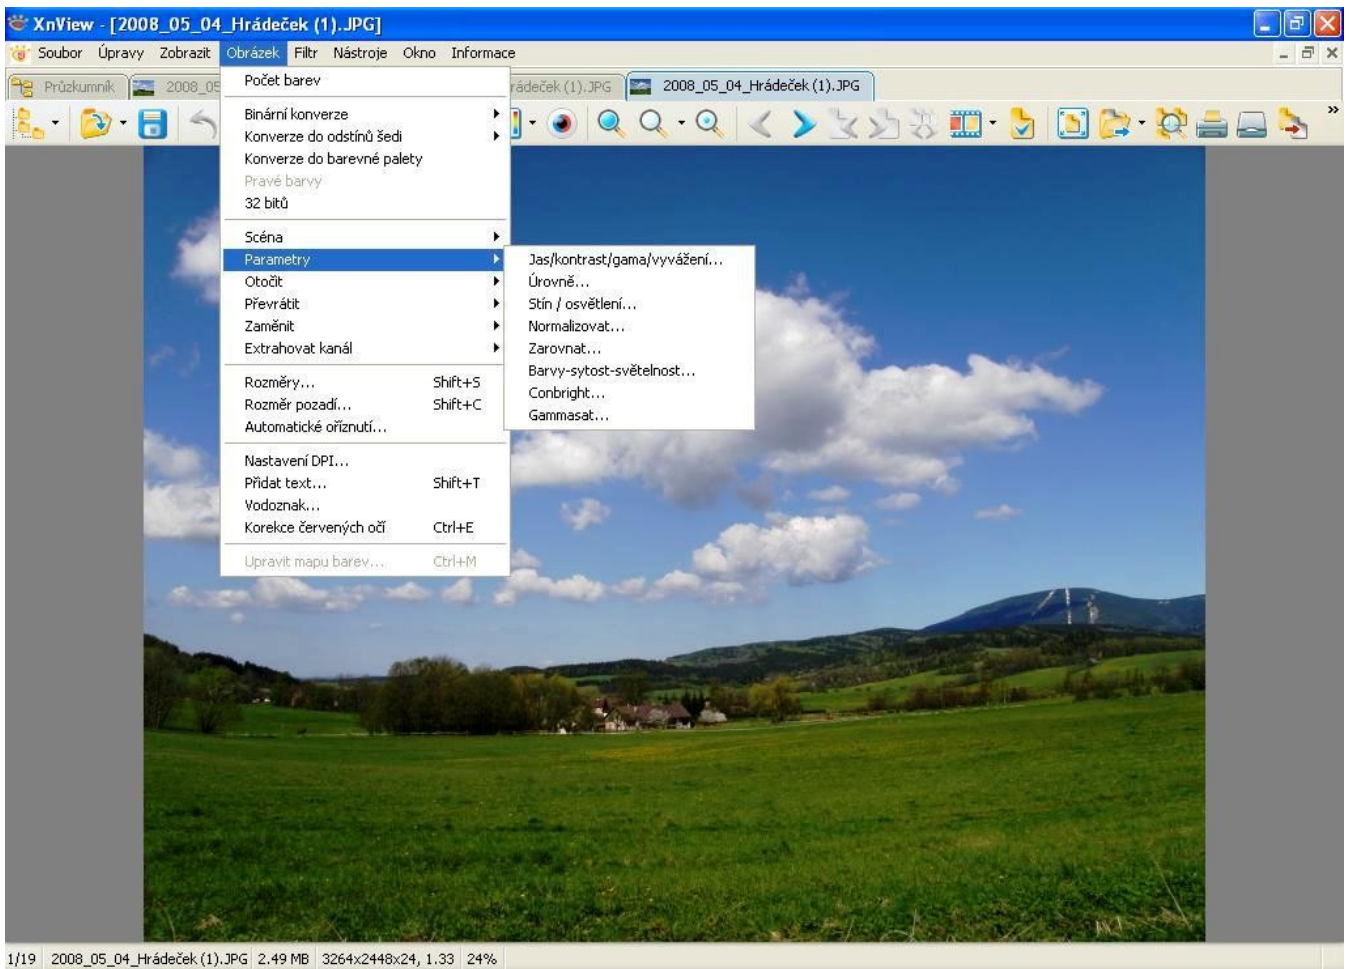 XnView - [2008_05_04_Hrádeček (1).JPG]
Soubor Úpravy Zobrazit Obrázek Filtr Nástroje Okno Informace
Průzkumník 2008_05 rádeček (1).JPG 2008_05_04_Hrádeček (1).JPG
Počet barev
Binární konverze
Konverze do odstínů šedi
Konverze do barevné palety
Pravé barvy
32 bitů
Scéna
Parametry
Otočit
Převrátit
Zaměnit
Extrahovat kanál
Rozměry... Shift+S
Rozměr pozadí... Shift+C
Automatické oříznutí...
Nastavení DPI...
Přidat text... Shift+T
Vodoznak...
Korekce červených očí Ctrl+E
Upravit mapu barev... Ctrl+M
Jas/kontrast/gama/vyvážení...
Úrovně...
Stín / osvětlení...
Normalizovat...
Zarovnat...
Barvy-sytost-světelnost...
Conbright...
Gammasat...
1/19 2008_05_04_Hrádeček (1).JPG 2.49 MB 3264x2448x24, 1.33 24%